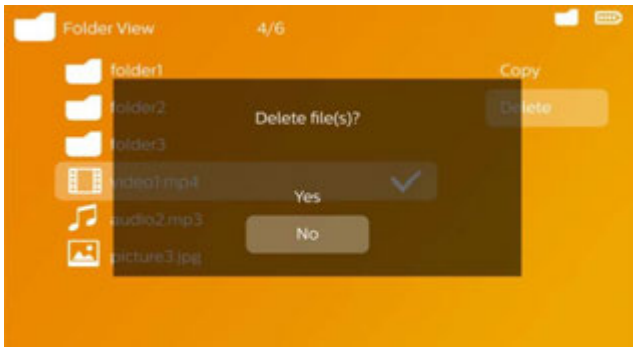 Folder View 4/6
folder1
Copy
folder2
Delete
Delete file(s)?
folder3
video1.mp4
Yes
audio2.mp3
No
picture3.jpg